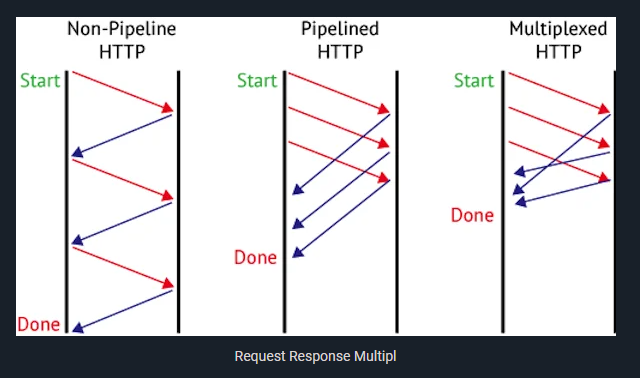 Non-Pipeline
HTTP
Start
Done
Pipelined
HTTP
Start
Done
Multiplexed
HTTP
Start
Done
Request Response Multipl